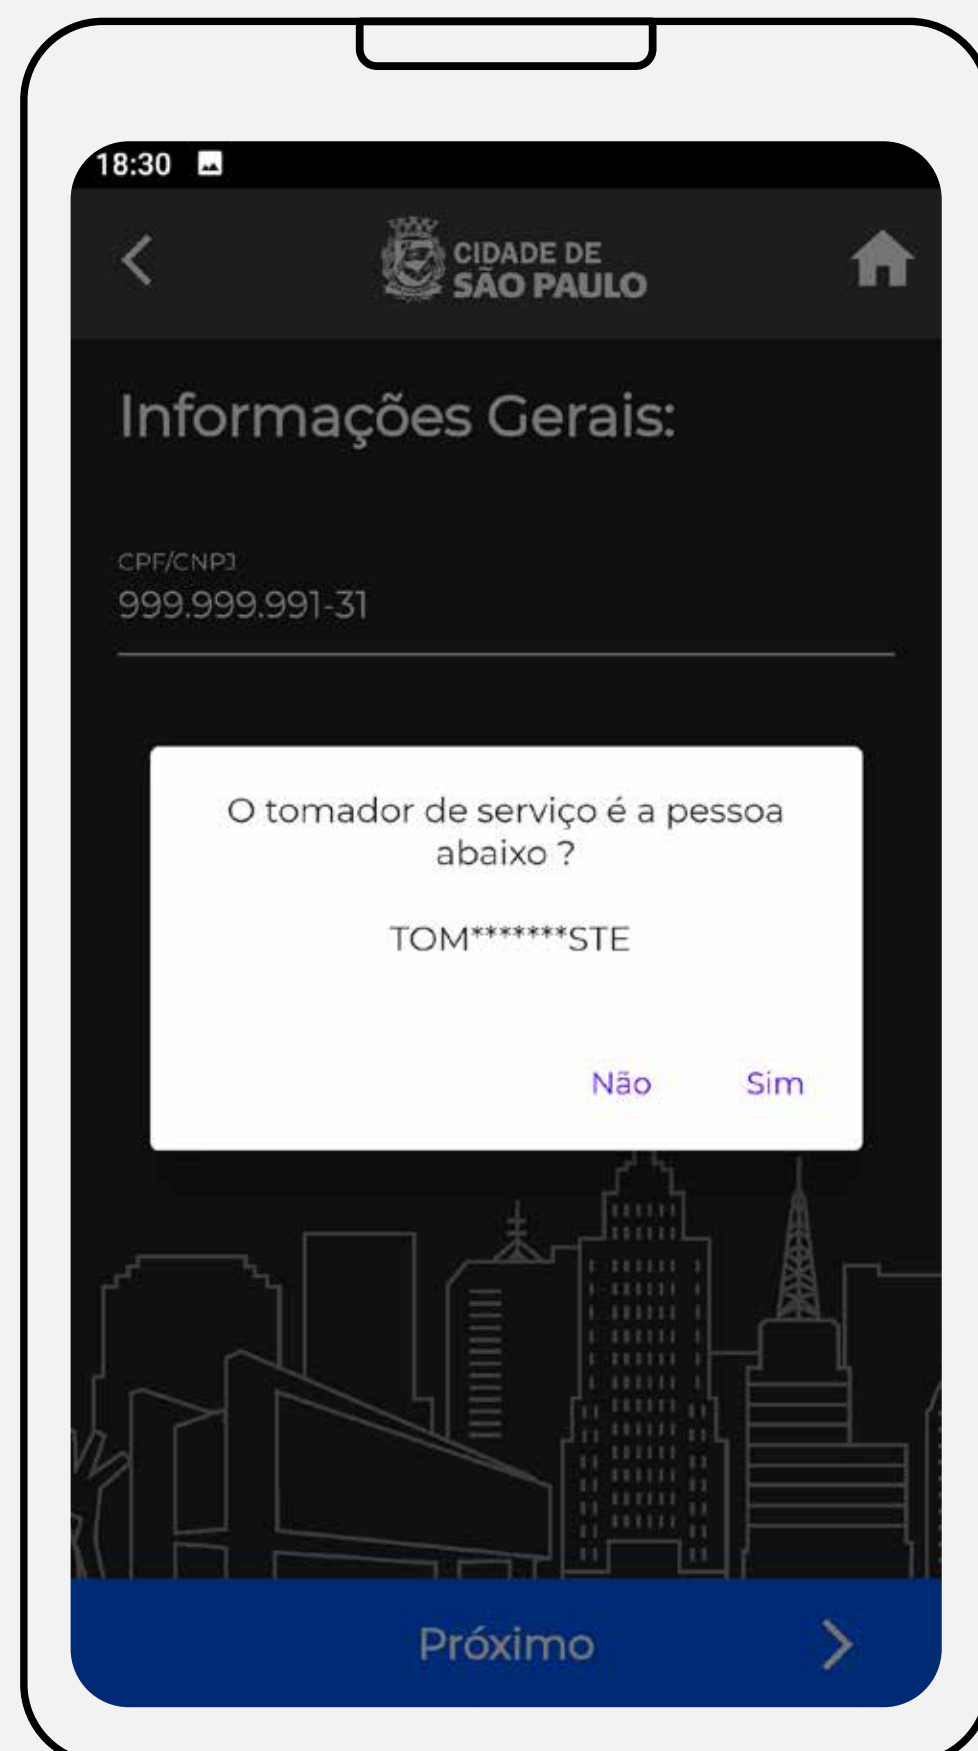 18:30
CIDADE DE
SÃO PAULO
Informações Gerais:
CPF/CNPJ
999.999.991-31
O tomador de serviço é a pessoa
abaixo ?
TOM*******STE
Não Sim
Próximo